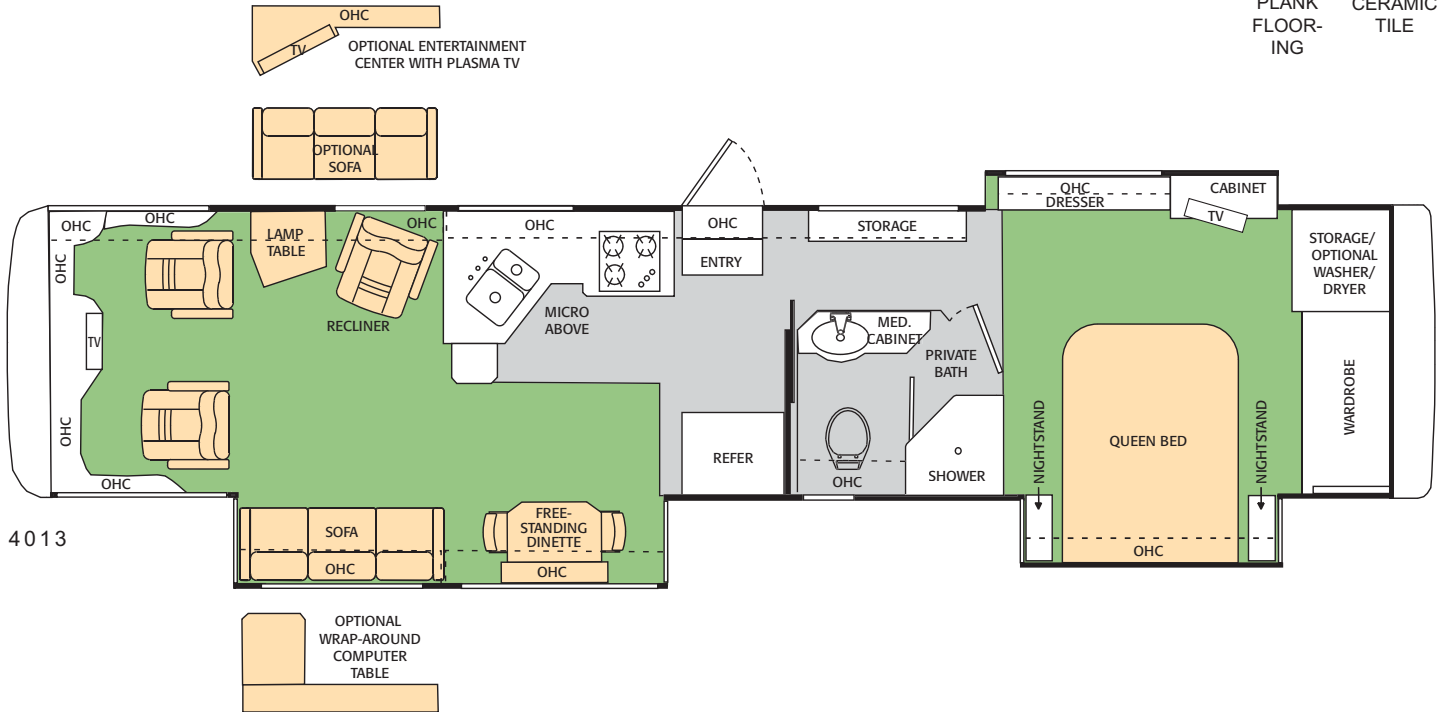 PLANK
FLOOR-
ING
CERAMIC
TILE
OHC
TV
OPTIONAL ENTERTAINMENT
CENTER WITH PLASMA TV
OPTIONAL
SOFA
OHC
OHC
OHC
TV
OHC
OHC
LAMP
TABLE
OHC
RECLINER
OHC
MICRO
ABOVE
OHC
ENTRY
STORAGE
MED.
CABINET
PRIVATE
BATH
REFER
OHC
SHOWER
OHC
DRESSER
CABINET
TV
STORAGE/
OPTIONAL
WASHER/
DRYER
WARDROBE
NIGHTSTAND
QUEEN BED
NIGHTSTAND
OHC
SOFA
OHC
FREE-
STANDING
DINETTE
OHC
4013
OPTIONAL
WRAP-AROUND
COMPUTER
TABLE